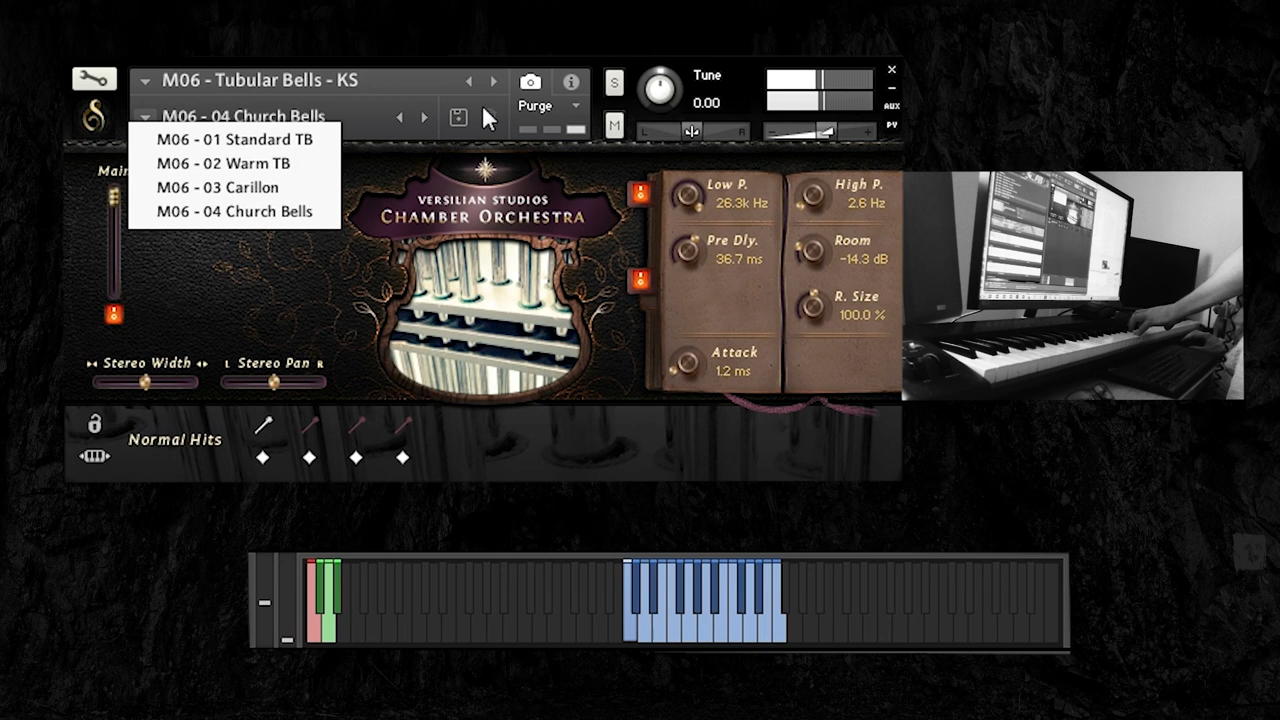 M06 - Tubular Bells - KS
M06 - 04 Church Bells
M06 - 01 Standard TB
M06 - 02 Warm TB
M06 - 03 Carillon
M06 - 04 Church Bells
Purge
S
M
Tune
0.00
L
R
AUX
PV
Main
VERSILIAN STUDIOS
CHAMBER ORCHESTRA
Low P.
26.3k Hz
High P.
2.6 Hz
Pre Dly.
36.7 ms
Room
-14.3 dB
R. Size
100.0 %
Attack
1.2 ms
Stereo Width
L Stereo Pan R
Normal Hits